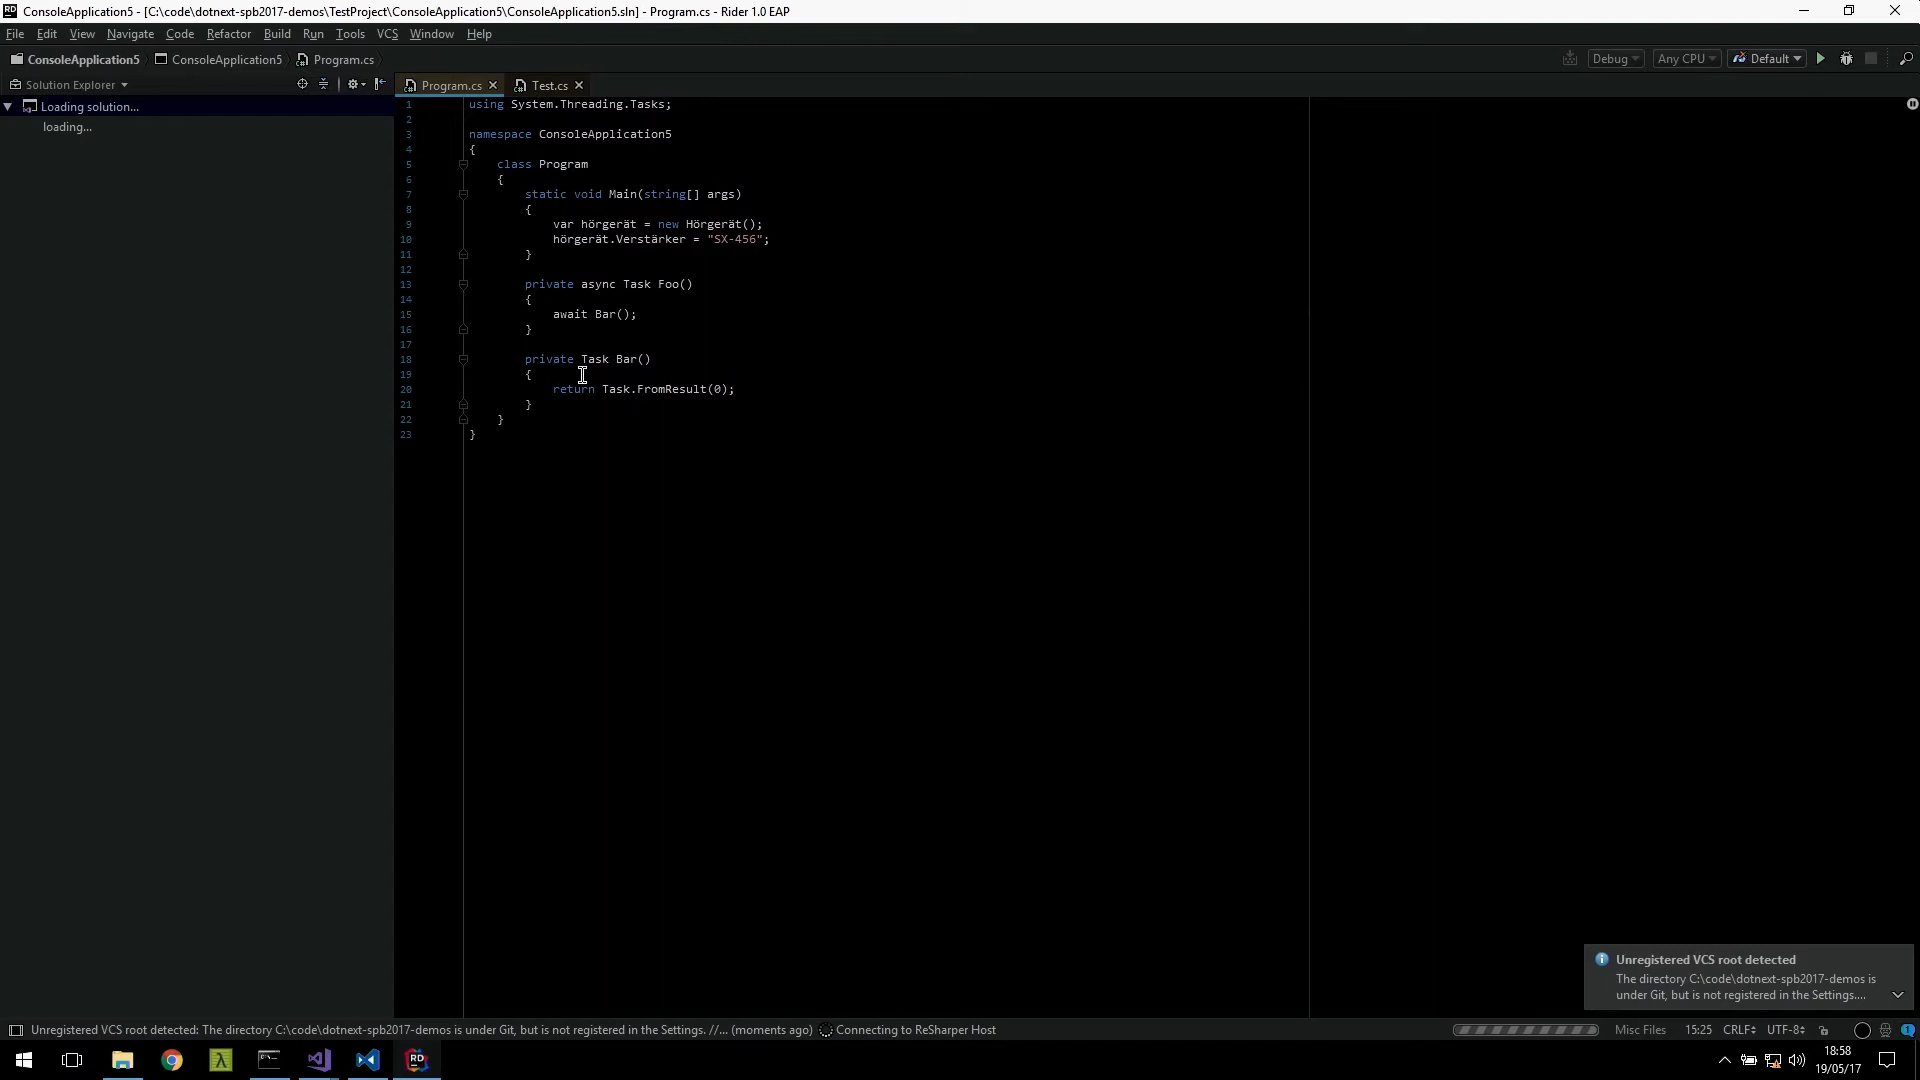 ConsoleApplication5 - [C:\code\dotnext-spb2017-demos\TestProject\ConsoleApplication5\ConsoleApplication5.sln] - Program.cs - Rider 1.0 EAP
File Edit View Navigate Code Refactor Build Run Tools VCS Window Help
ConsoleApplication5 ConsoleApplication5 Program.cs Debug Any CPU Default
Solution Explorer Program.cs Test.cs
Loading solution...
loading...
1 using System.Threading.Tasks;
2
3 namespace ConsoleApplication5
4 {
5 class Program
6 {
7 static void Main(string[] args)
8 {
9 var hörgerät = new Hörgerät();
10 hörgerät.Verstärker = "SX-456";
11 }
12
13 private async Task Foo()
14 {
15 await Bar();
16 }
17
18 private Task Bar()
19 {
20 return Task.FromResult(0);
21 }
22 }
23 }
Unregistered VCS root detected
The directory C:\code\dotnext-spb2017-demos is
under Git, but is not registered in the Settings....
Unregistered VCS root detected: The directory C:\code\dotnext-spb2017-demos is under Git, but is not registered in the Settings. //... (moments ago) Connecting to ReSharper Host Misc Files 15:25 CRLF UTF-8 1
RD
18:58
19/05/17